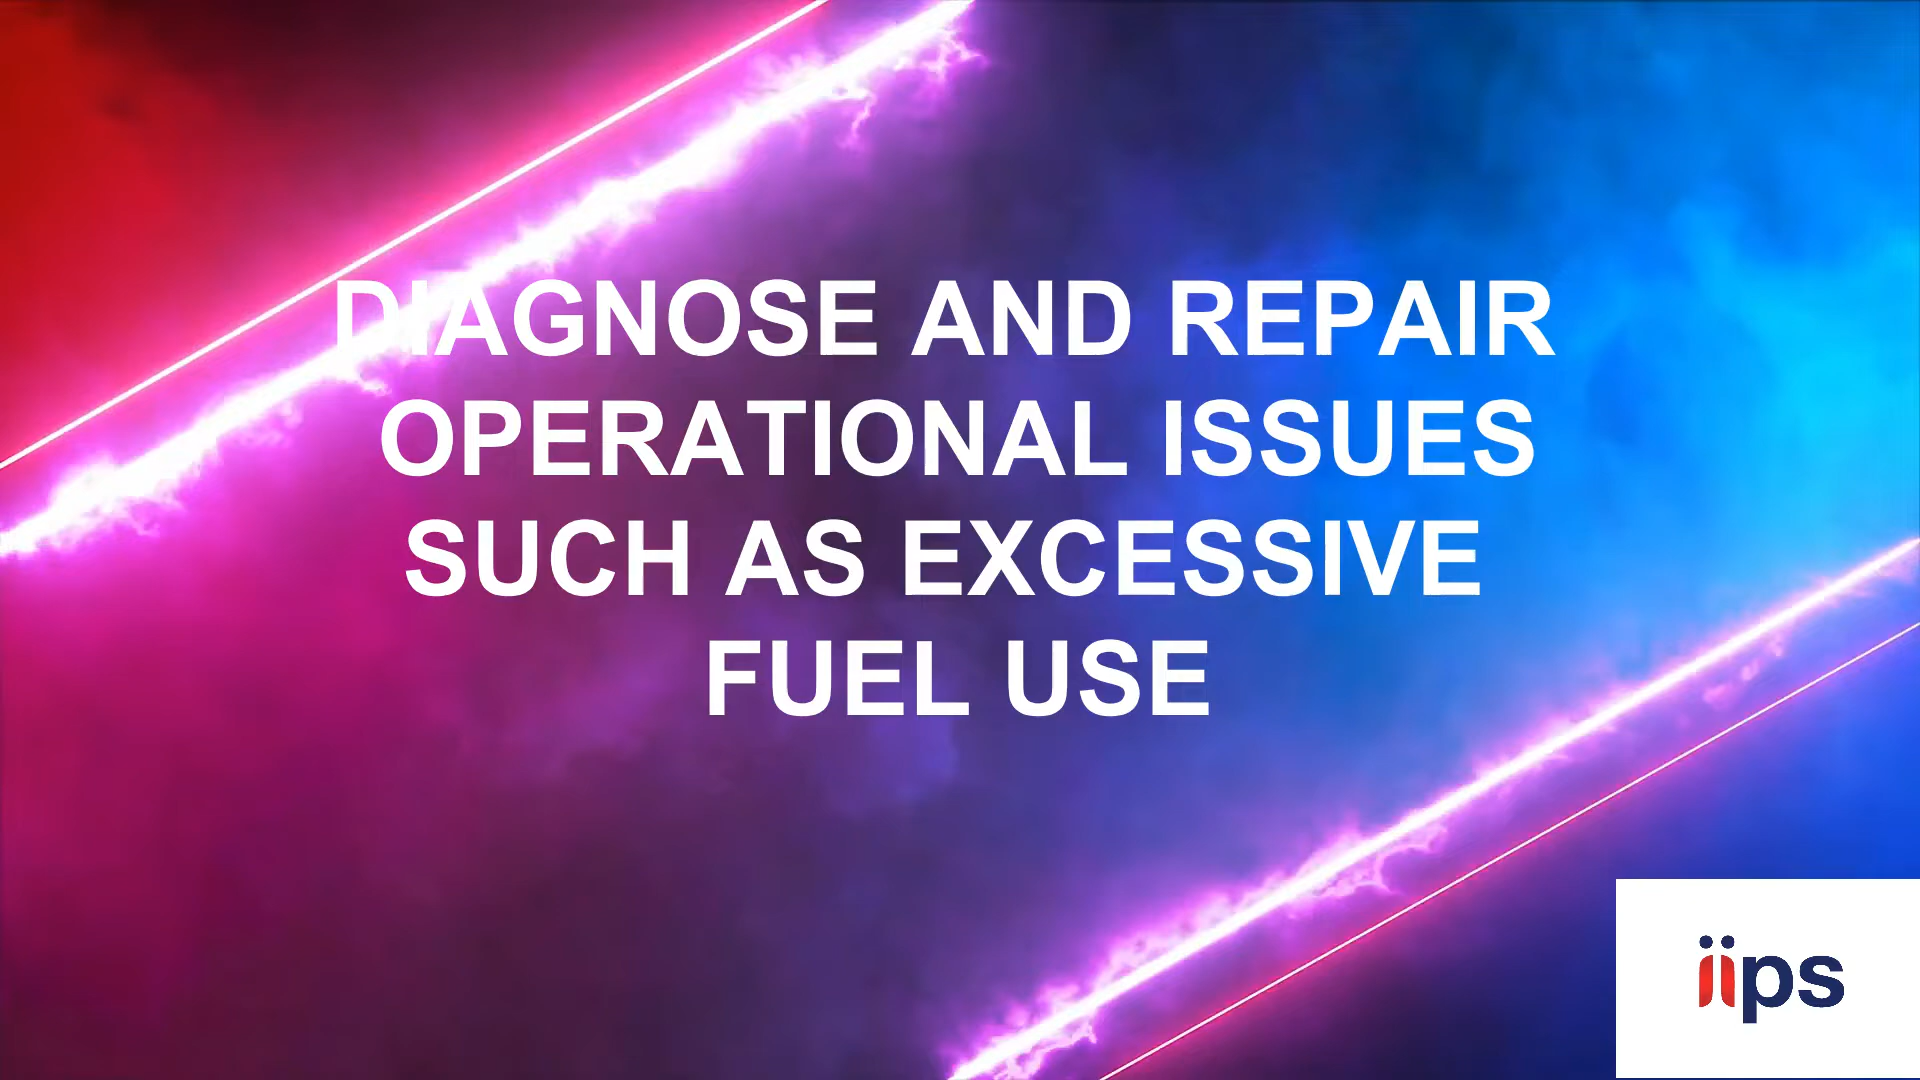 DIAGNOSE AND REPAIR
OPERATIONAL ISSUES
SUCH AS EXCESSIVE
FUEL USE
iips